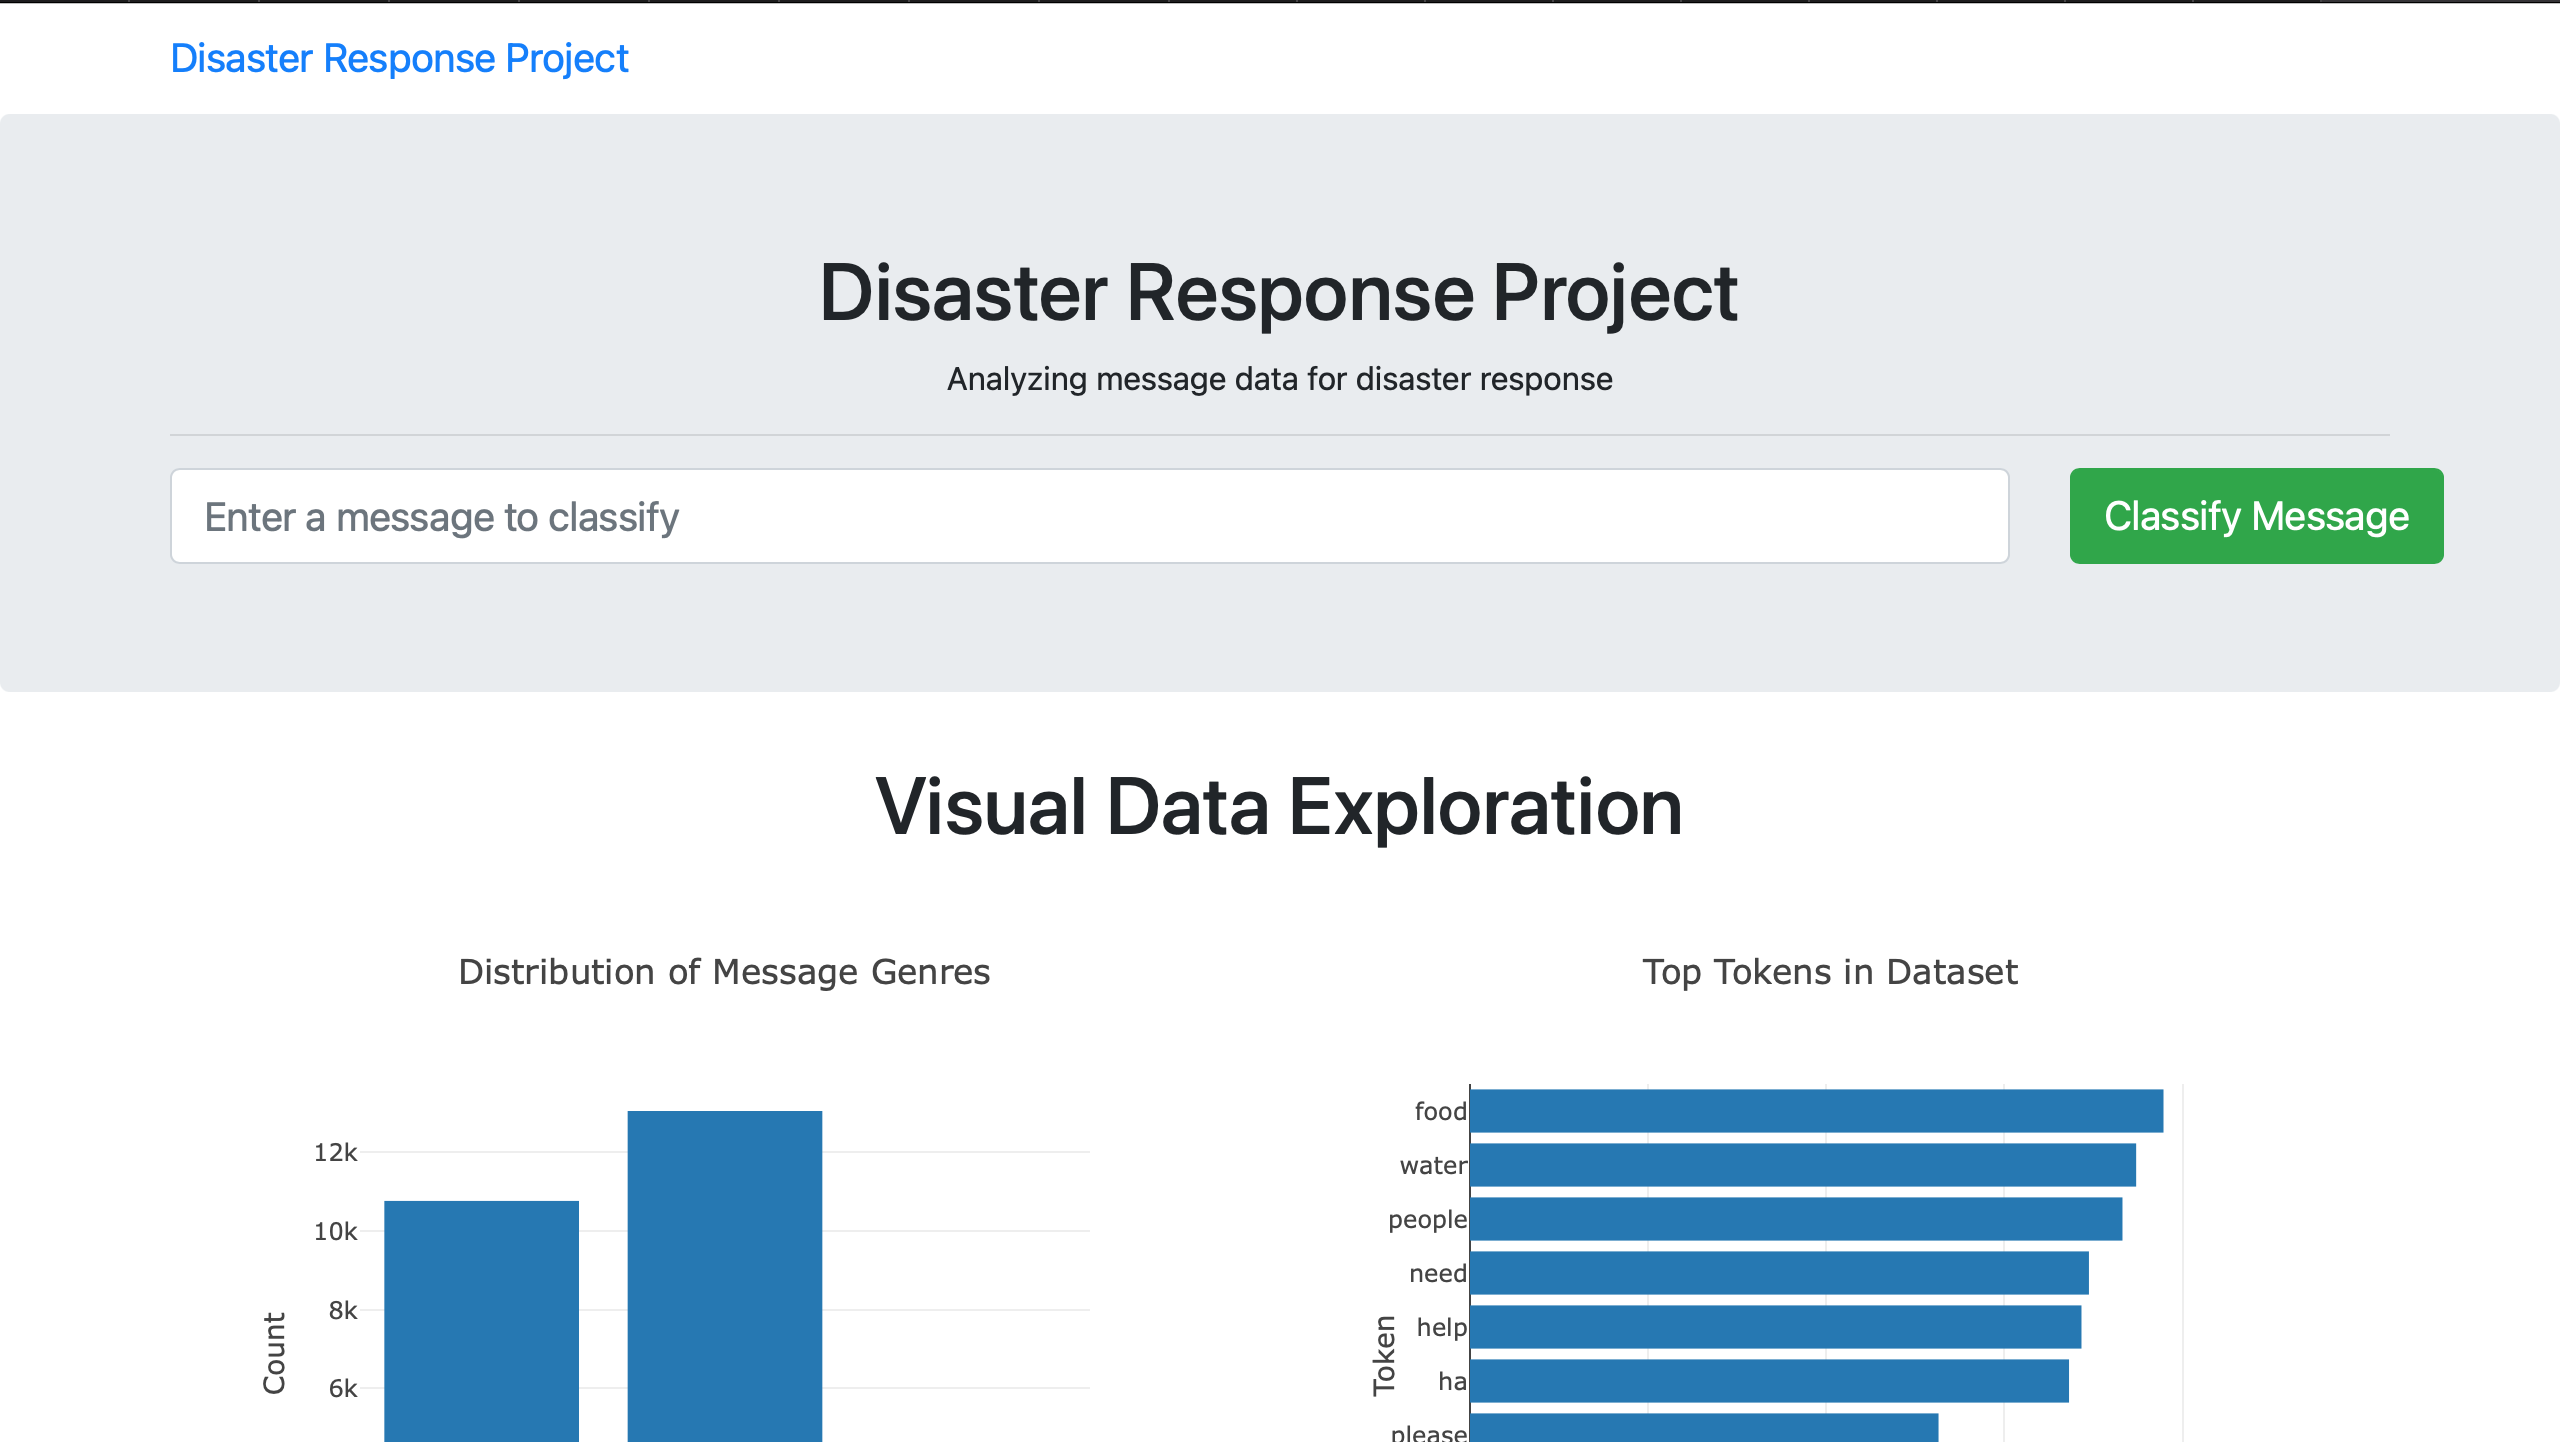 Disaster Response Project
Disaster Response Project
Analyzing message data for disaster response
Enter a message to classify
Classify Message
Visual Data Exploration
Distribution of Message Genres
12k
10k
8k
6k
Count
Top Tokens in Dataset
food
water
people
need
help
ha
please
Token